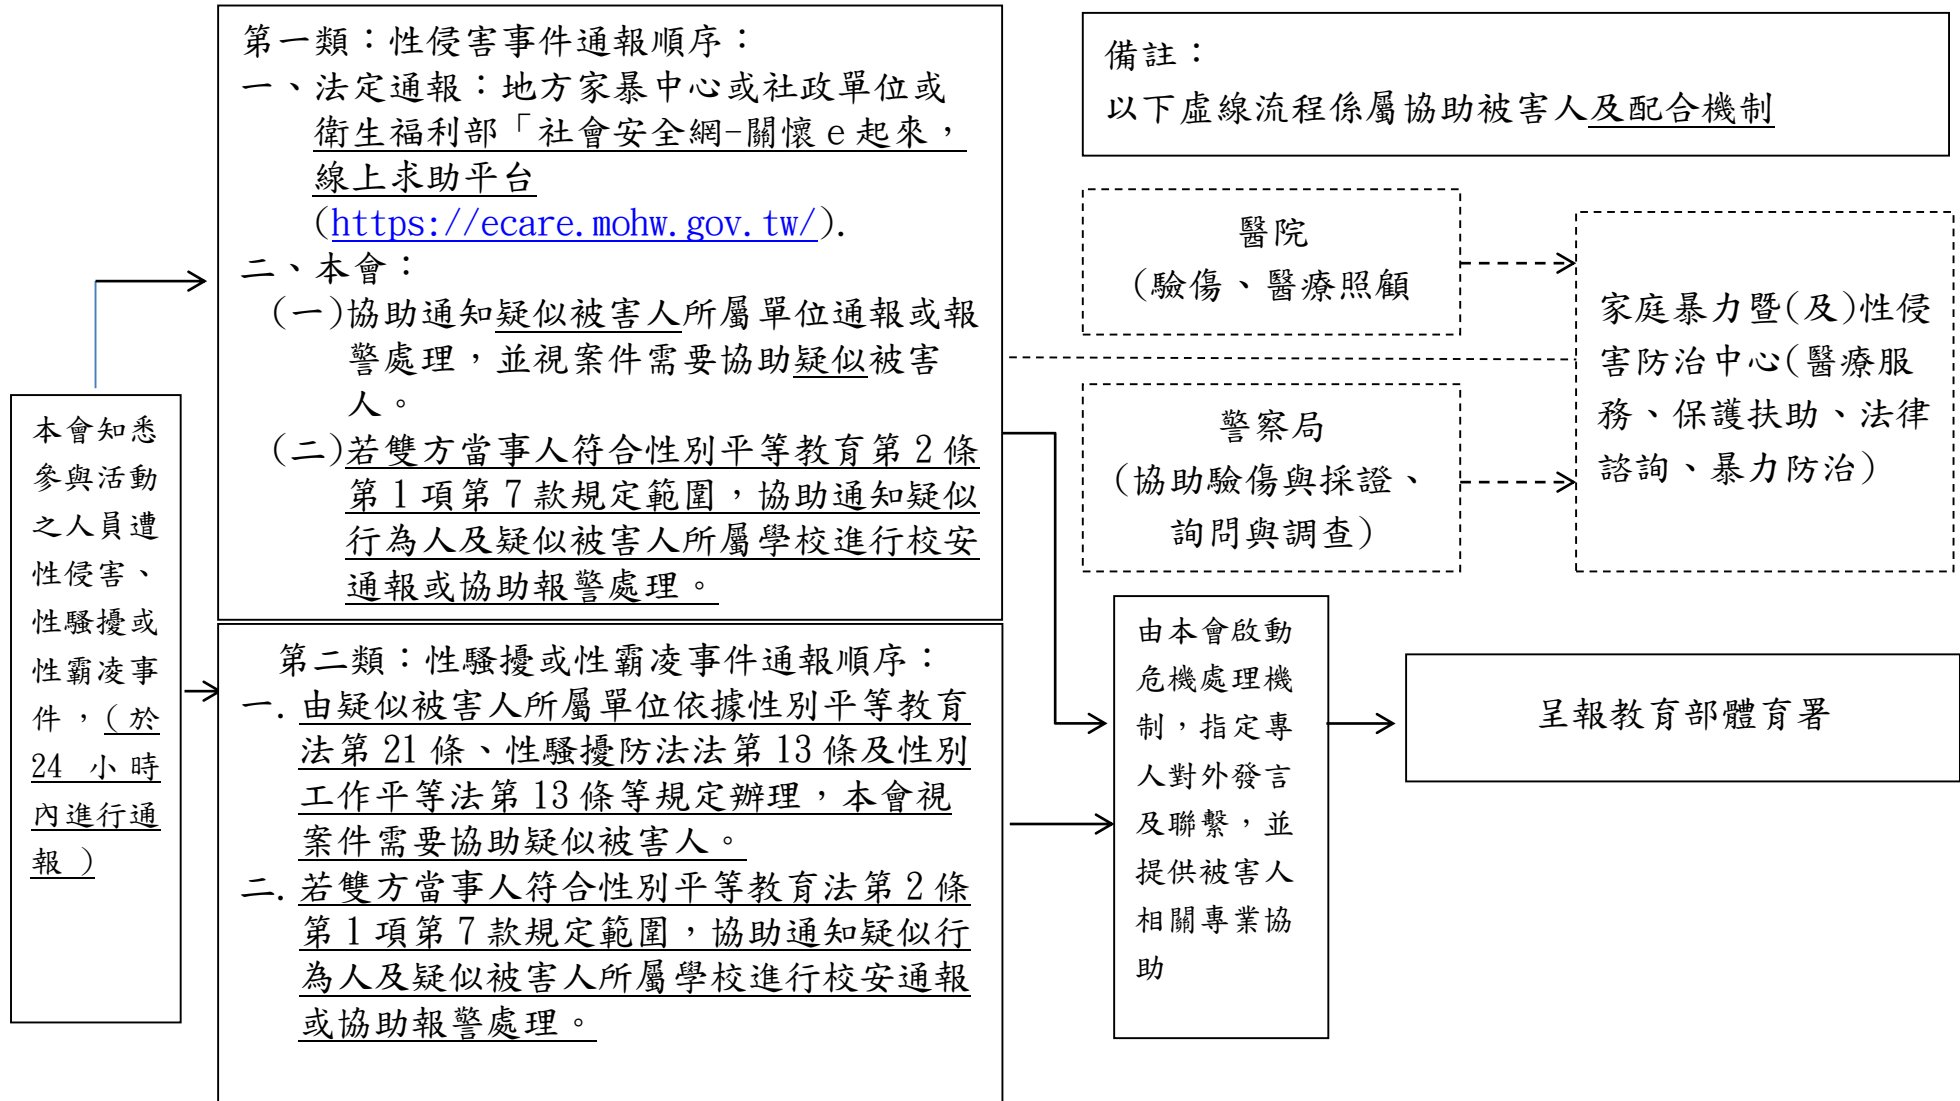 第一類：性侵害事件通報順序：
一、法定通報：地方家暴中心或社政單位或
衛生福利部「社會安全網-關懷 e 起來，
線上求助平台
(https://ecare.mohw.gov.tw/).
二、本會：
(一)協助通知疑似被害人所屬單位通報或報
警處理，並視案件需要協助疑似被害
人。
(二)若雙方當事人符合性別平等教育第 2 條
第 1 項第 7 款規定範圍，協助通知疑似
行為人及疑似被害人所屬學校進行校安
通報或協助報警處理。
備註：
以下虛線流程係屬協助被害人及配合機制
醫院
(驗傷、醫療照顧
警察局
(協助驗傷與採證、
詢問與調查)
家庭暴力暨(及)性侵
害防治中心(醫療服
務、保護扶助、法律
諮詢、暴力防治)
本會知悉
參與活動
之人員遭
性侵害、
性騷擾或
性霸凌事
件，(於
24 小時
內進行通
報 )
第二類：性騷擾或性霸凌事件通報順序：
一. 由疑似被害人所屬單位依據性別平等教育
法第 21 條、性騷擾防法法第 13 條及性別
工作平等法第 13 條等規定辦理，本會視
案件需要協助疑似被害人。
二. 若雙方當事人符合性別平等教育法第 2 條
第 1 項第 7 款規定範圍，協助通知疑似行
為人及疑似被害人所屬學校進行校安通報
或協助報警處理。
由本會啟動
危機處理機
制，指定專
人對外發言
及聯繫，並
提供被害人
相關專業協
助
呈報教育部體育署